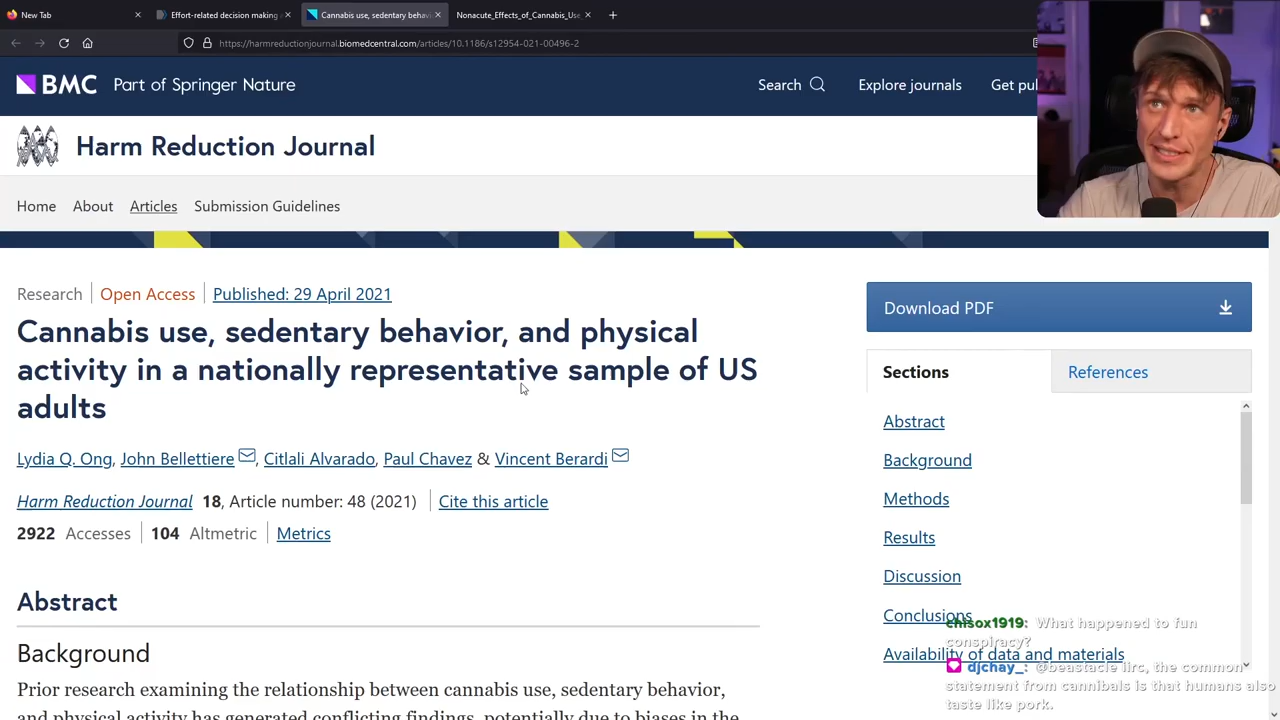 New Tab
Effort-related decision making
Cannabis use, sedentary behavi
Nonacute_Effects_of_Cannabis_Use
https://harmreductionjournal.biomedcentral.com/articles/10.1186/s12954-021-00496-2
BMC Part of Springer Nature
Search
Explore journals
Get pu
Harm Reduction Journal
Home
About
Articles
Submission Guidelines
Research
Open Access
Published: 29 April 2021
Cannabis use, sedentary behavior, and physical
activity in a nationally representative sample of US
adults
Lydia Q. Ong, John Bellettiere, Citlali Alvarado, Paul Chavez & Vincent Berardi
Harm Reduction Journal 18, Article number: 48 (2021)
Cite this article
2922 Accesses
104 Altmetric
Metrics
Abstract
Background
Prior research examining the relationship between cannabis use, sedentary behavior,
and physical activity has generated conflicting findings, potentially due to biases in the
Download PDF
Sections
References
Abstract
Background
Methods
Results
Discussion
Conclusions
Availability of data and materials
chisox1919: What happened to fun
conspiracy?
djchay_: @beastacle iirc, the common
statement from cannibals is that humans also
taste like pork.